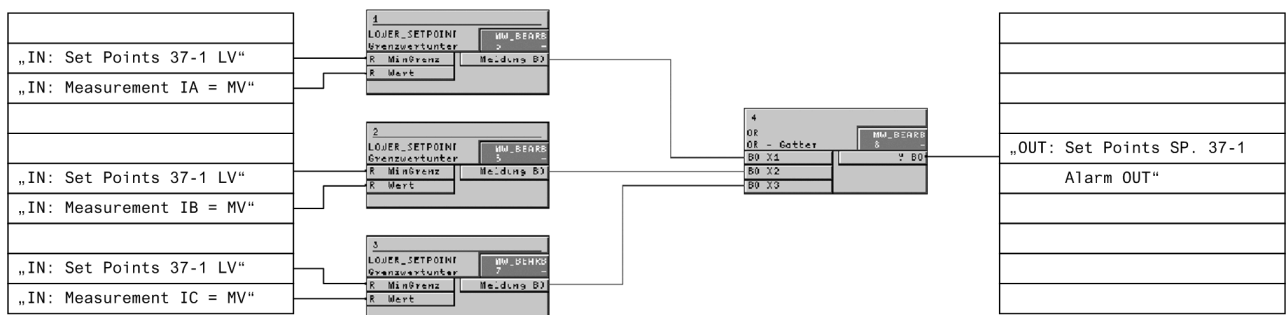 „IN: Set Points 37-1 LV“
„IN: Measurement IA = MV“
„IN: Set Points 37-1 LV“
„IN: Measurement IB = MV“
„IN: Set Points 37-1 LV“
„IN: Measurement IC = MV“
1
LOWER_SETPOINT
Grenzwertunter
MW_BEARB
5 -
R MinGrenz
Meldung BO
R Wert
2
LOWER_SETPOINT
Grenzwertunter
MW_BEARB
-
R MinGrenz
Meldung BO
R Wert
3
LOWER_SETPOINT
Grenzwertunter
MW_BEARB
7 -
R MinGrenz
Meldung BO
R Wert
4
OR
OR - Gatter
MW_BEARB
8 -
BO X1
Y BO
BO X2
BO X3
„OUT: Set Points SP. 37-1
Alarm OUT“